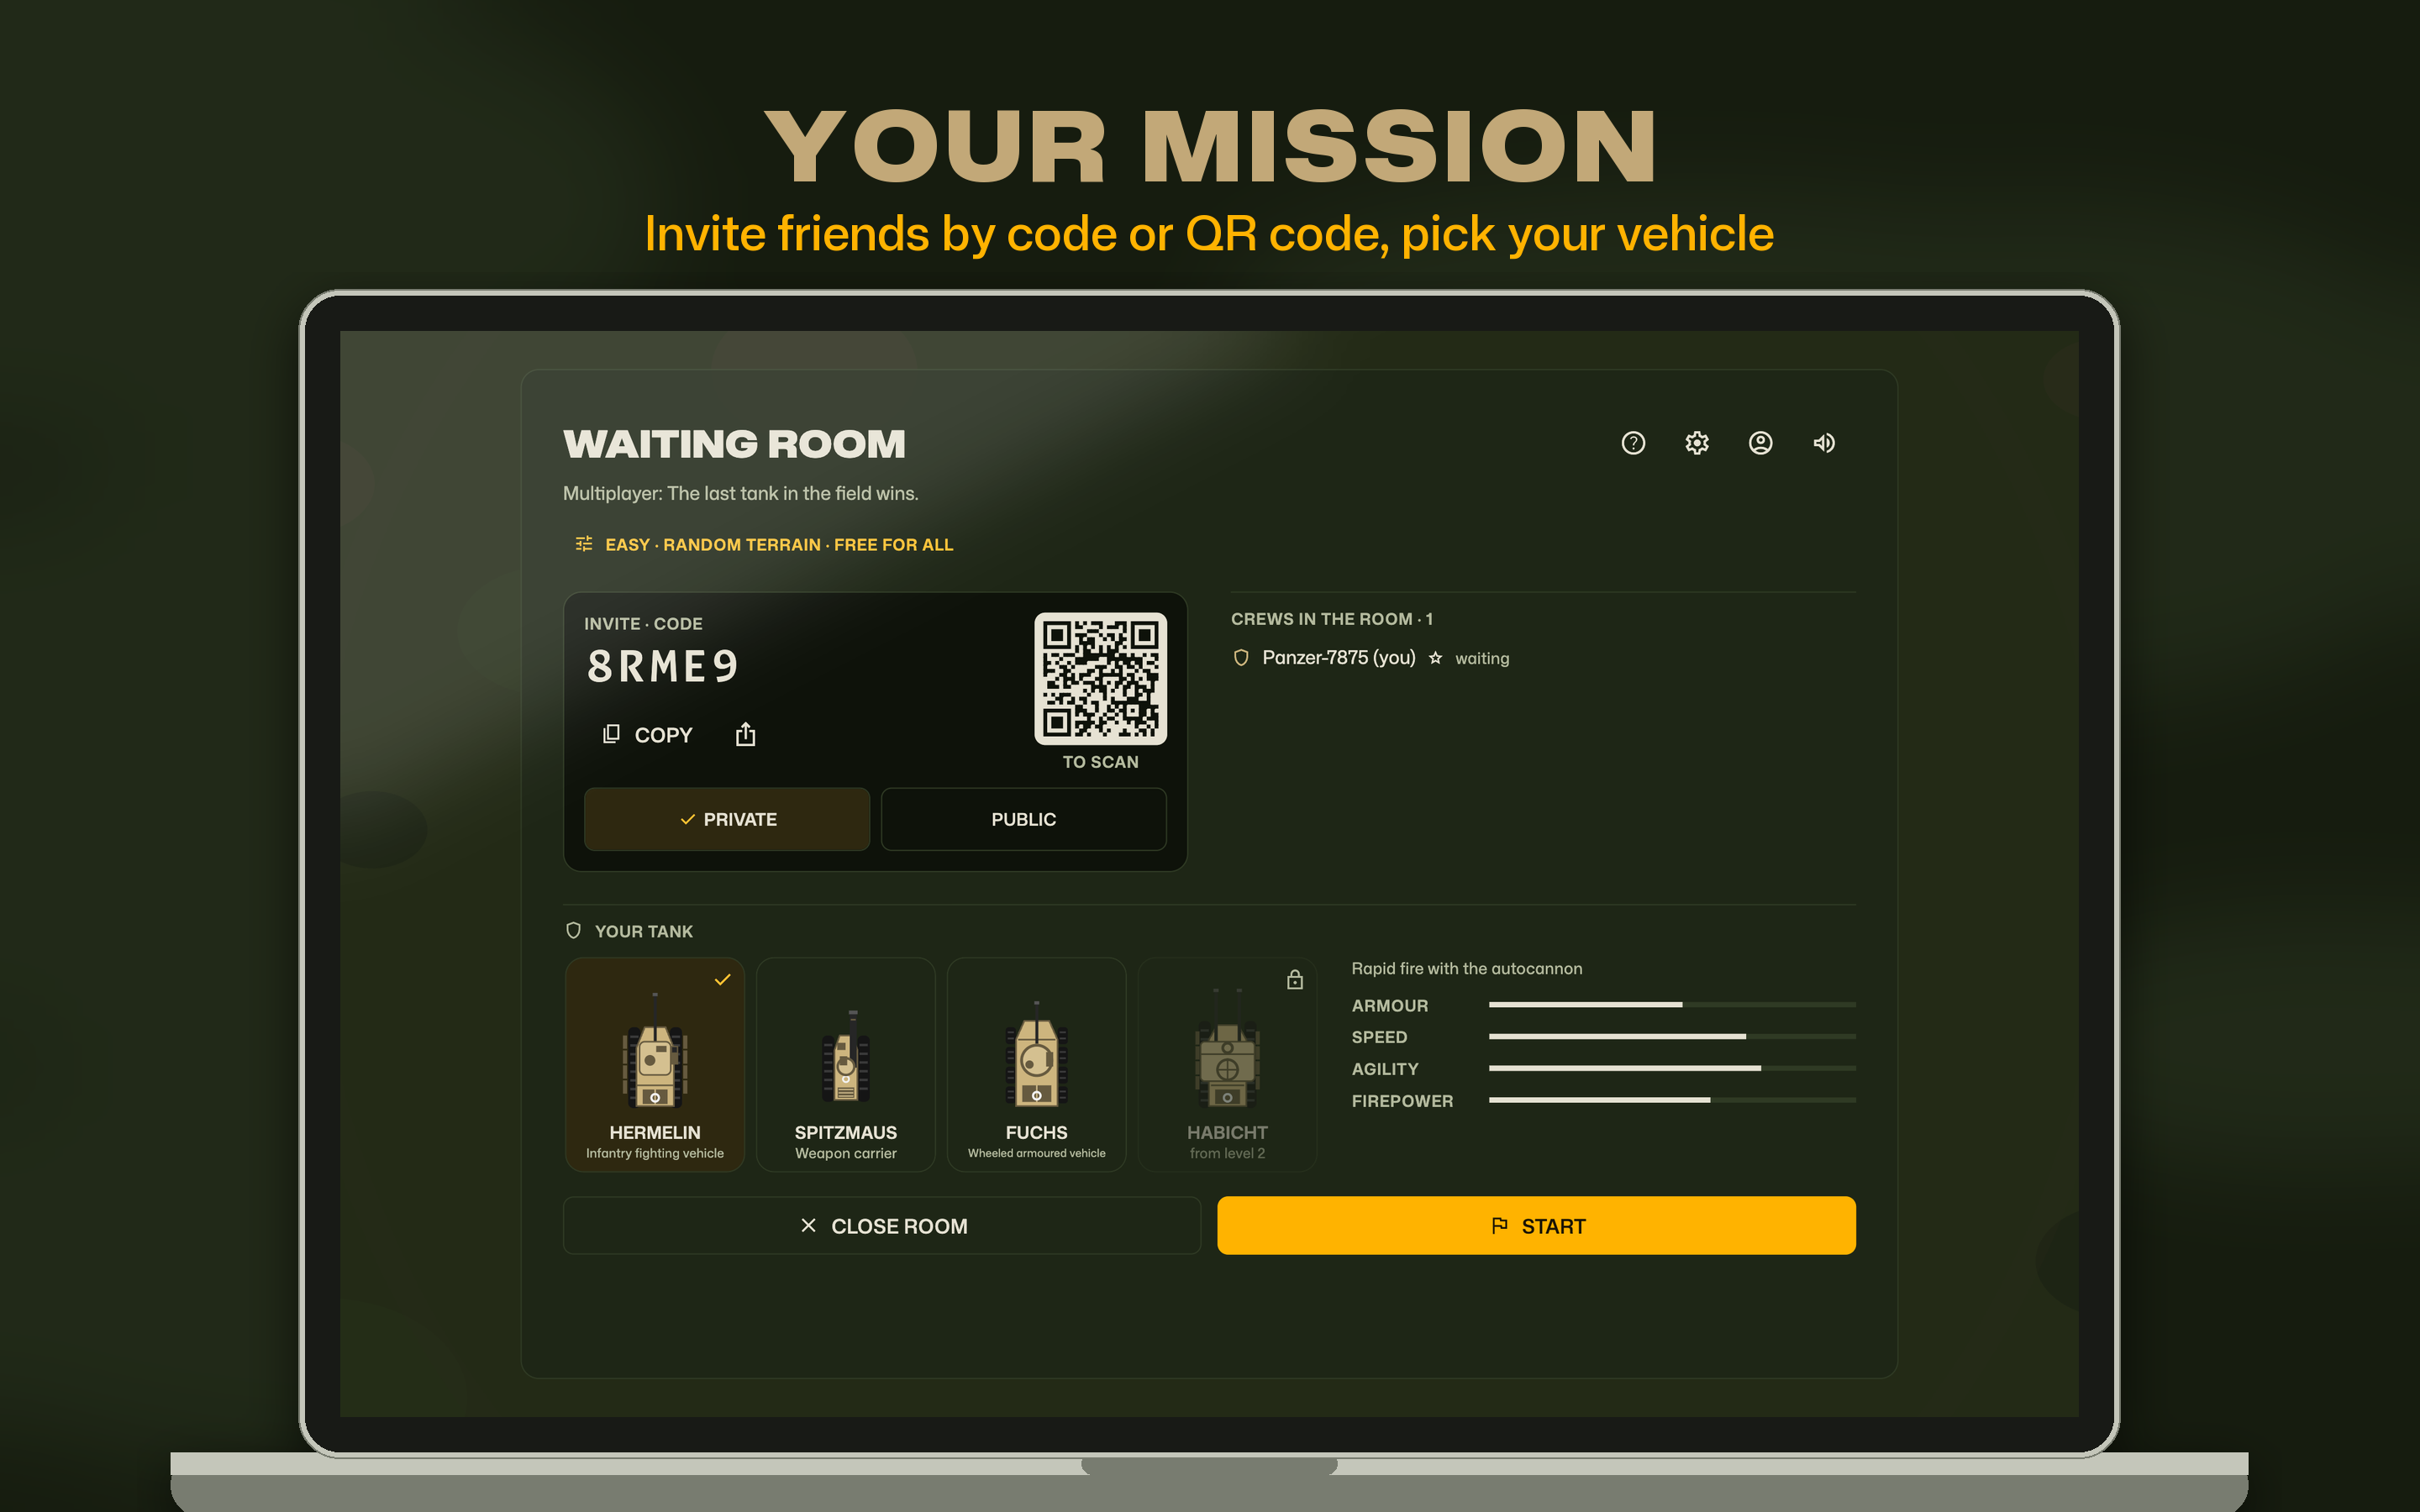 YOUR MISSION
Invite friends by code or QR code, pick your vehicle
WAITING ROOM
Multiplayer: The last tank in the field wins.
EASY · RANDOM TERRAIN · FREE FOR ALL
INVITE · CODE
8RME9
COPY
TO SCAN
PRIVATE
PUBLIC
CREWS IN THE ROOM · 1
Panzer-7875 (you) waiting
YOUR TANK
HERMELIN
Infantry fighting vehicle
SPITZMAUS
Weapon carrier
FUCHS
Wheeled armoured vehicle
HABICHT
from level 2
Rapid fire with the autocannon
ARMOUR
SPEED
AGILITY
FIREPOWER
CLOSE ROOM
START